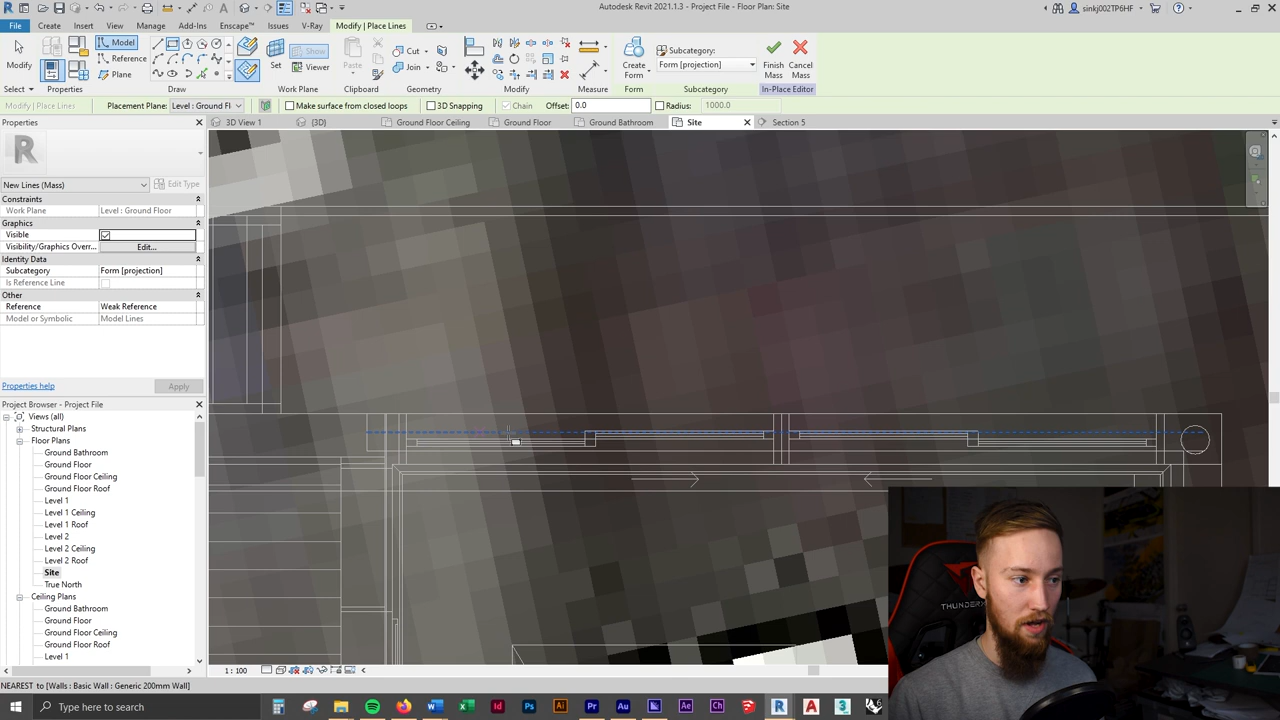 Autodesk Revit 2021.1.3 - Project File - Floor Plan: Site
sinkj002TP6HF
File Create Insert View Manage Add-Ins Enscape™ Issues V-Ray Modify | Place Lines
Modify
Model
Reference
Plane
Set
Show
Viewer
Paste
Cut
Join
Create Form
Subcategory:
Form [projection]
Finish Mass
Cancel Mass
Select Properties Draw Work Plane Clipboard Geometry Modify Measure Form Subcategory In-Place Editor
Modify | Place Lines Placement Plane: Level : Ground Fl Make surface from closed loops 3D Snapping Chain Offset: 0.0 Radius: 1000.0
Properties
3D View 1 {3D} Ground Floor Ceiling Ground Floor Ground Bathroom Site Section 5
New Lines (Mass) Edit Type
Constraints
Work Plane Level : Ground Floor
Graphics
Visible
Visibility/Graphics Overr... Edit...
Identity Data
Subcategory Form [projection]
Is Reference Line
Other
Reference Weak Reference
Model or Symbolic Model Lines
Properties help Apply
Project Browser - Project File
Views (all)
Structural Plans
Floor Plans
Ground Bathroom
Ground Floor
Ground Floor Ceiling
Ground Floor Roof
Level 1
Level 1 Ceiling
Level 1 Roof
Level 2
Level 2 Ceiling
Level 2 Roof
Site
True North
Ceiling Plans
Ground Bathroom
Ground Floor
Ground Floor Ceiling
Ground Floor Roof
Level 1
THUNDER
1 : 100
NEAREST to [Walls : Basic Wall : Generic 200mm Wall]
Type here to search